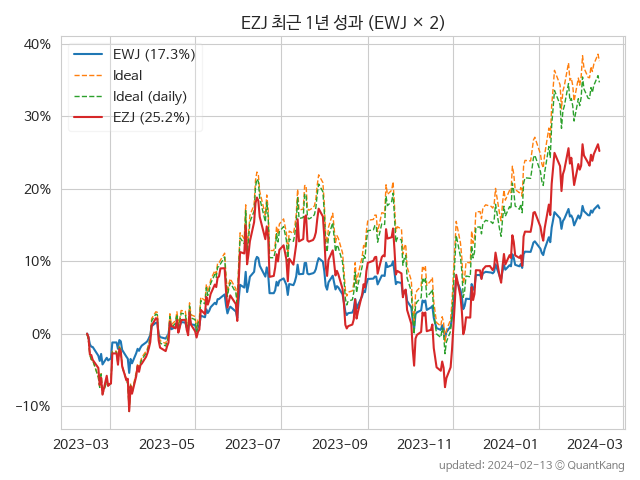 EZJ 최근 1년 성과 (EWJ × 2)
40%
30%
20%
10%
0%
−10%
EWJ (17.3%)
Ideal
Ideal (daily)
EZJ (25.2%)
2023-03
2023-05
2023-07
2023-09
2023-11
2024-01
2024-03
updated: 2024-02-13 © QuantKang